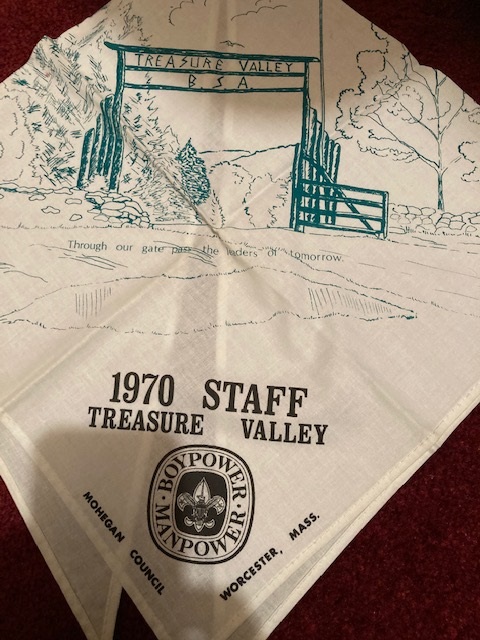 TREASURE VALLEY
B. S. A.
Through our gate pass the leders of tomorrow.
1970 STAFF
TREASURE VALLEY
BOYPOWER
MANPOWER
MOHEGAN COUNCIL WORCESTER, MASS.